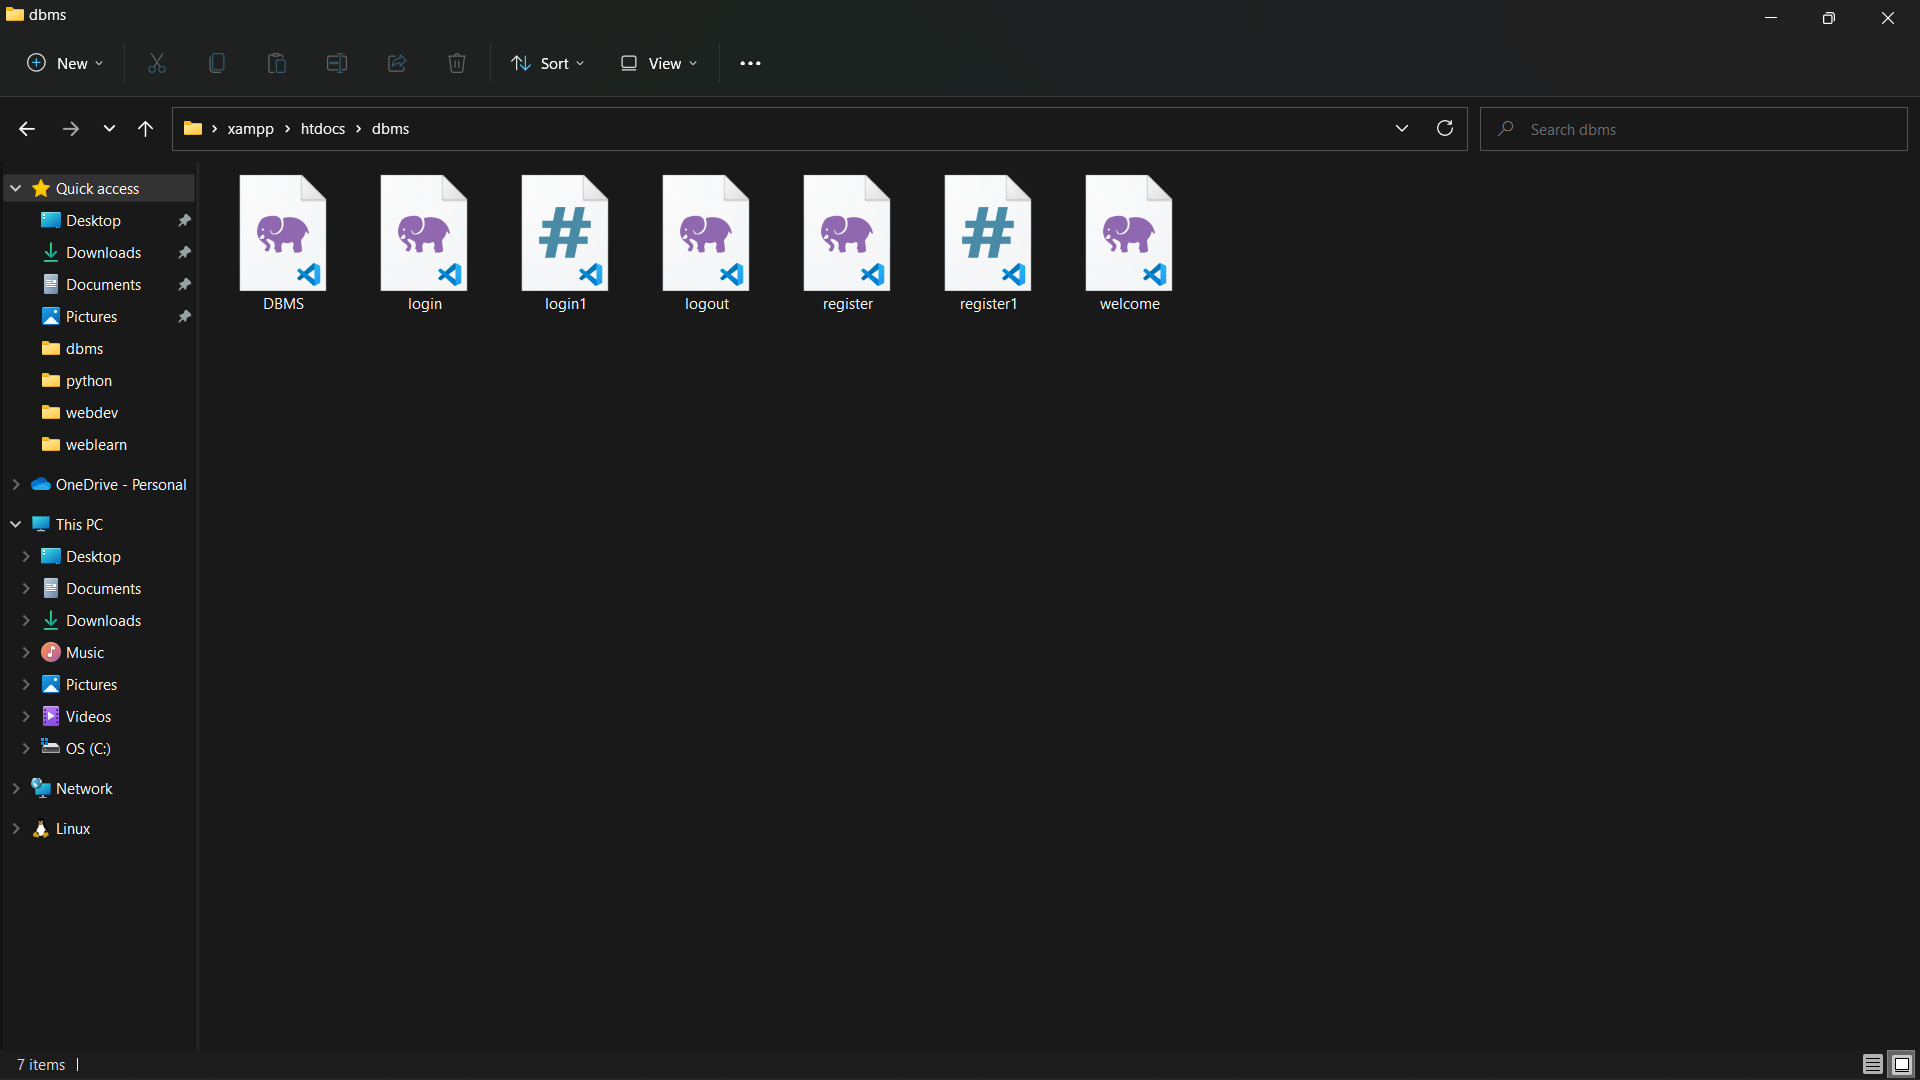 dbms
New
Sort
View
xampp > htdocs > dbms
Search dbms
Quick access
Desktop
Downloads
Documents
Pictures
dbms
python
webdev
weblearn
OneDrive - Personal
This PC
Desktop
Documents
Downloads
Music
Pictures
Videos
OS (C:)
Network
Linux
DBMS
login
login1
logout
register
register1
welcome
7 items